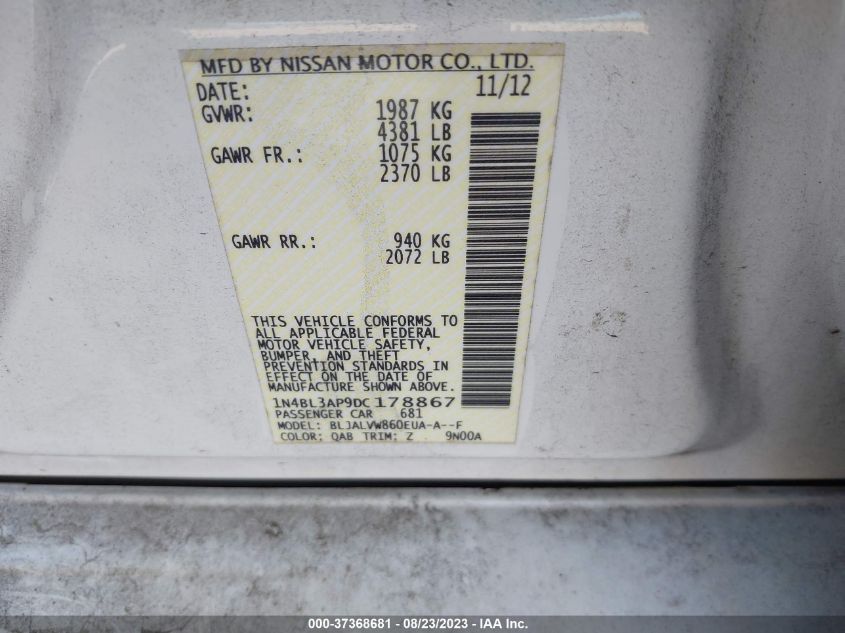 MFD BY NISSAN MOTOR CO., LTD.
DATE: 11/12
GVWR: 1987 KG
4381 LB
GAWR FR.: 1075 KG
2370 LB
GAWR RR.: 940 KG
2072 LB
THIS VEHICLE CONFORMS TO
ALL APPLICABLE FEDERAL
MOTOR VEHICLE SAFETY,
BUMPER, AND THEFT
PREVENTION STANDARDS IN
EFFECT ON THE DATE OF
MANUFACTURE SHOWN ABOVE.
1N4BL3AP9DC178867
PASSENGER CAR 681
MODEL: BLJALVW860EUA-A--F
COLOR; QAB TRIM; Z 9N00A
000-37368681 - 08/23/2023 - IAA Inc.